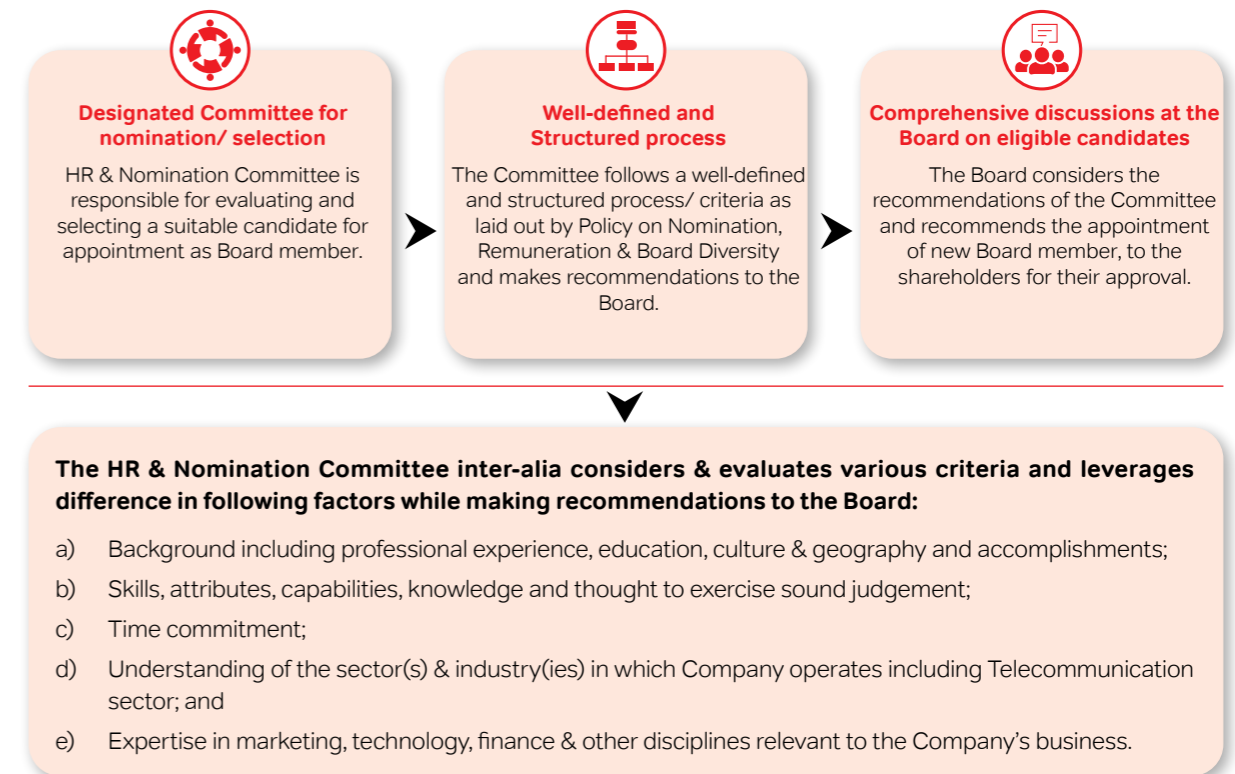 Designated Committee for
nomination/ selection
HR & Nomination Committee is
responsible for evaluating and
selecting a suitable candidate for
appointment as Board member.
Well-defined and
Structured process
The Committee follows a well-defined
and structured process/ criteria as
laid out by Policy on Nomination,
Remuneration & Board Diversity
and makes recommendations to the
Board.
Comprehensive discussions at the
Board on eligible candidates
The Board considers the
recommendations of the Committee
and recommends the appointment
of new Board member, to the
shareholders for their approval.
The HR & Nomination Committee inter-alia considers & evaluates various criteria and leverages
difference in following factors while making recommendations to the Board:
a) Background including professional experience, education, culture & geography and accomplishments;
b) Skills, attributes, capabilities, knowledge and thought to exercise sound judgement;
c) Time commitment;
d) Understanding of the sector(s) & industry(ies) in which Company operates including Telecommunication
sector; and
e) Expertise in marketing, technology, finance & other disciplines relevant to the Company's business.